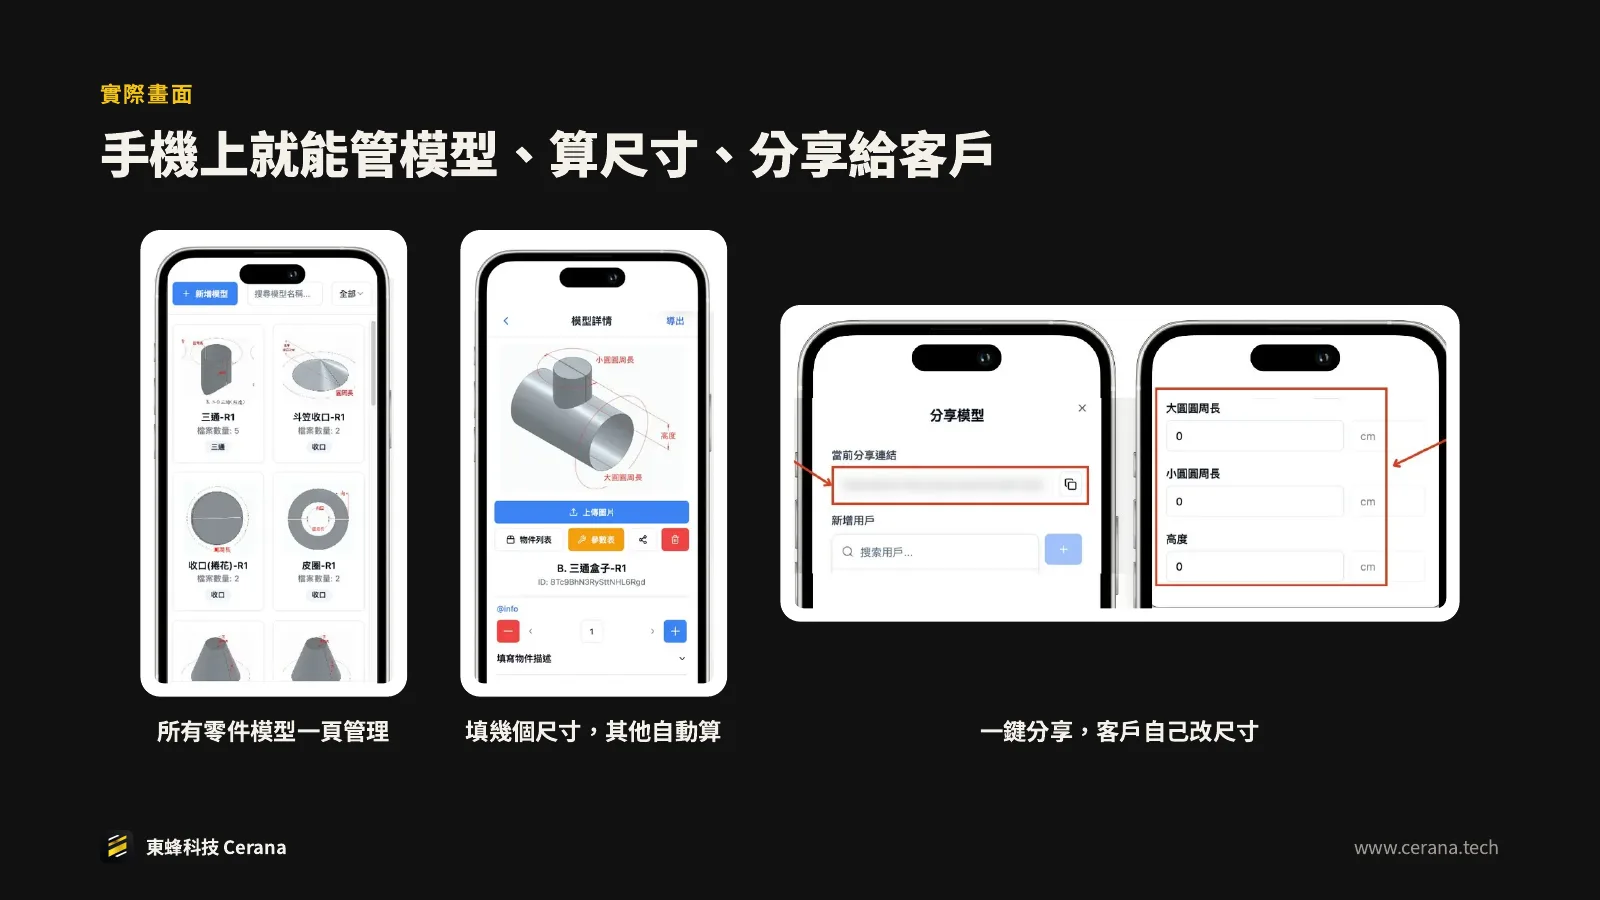 實際畫面
手機上就能管模型、算尺寸、分享給客戶
+ 新增模型
搜尋模型名稱...
全部
三通-R1
檔案數量: 5
三通
斗笠收口-R1
檔案數量: 2
收口
圓周長
收口(捲花)-R1
檔案數量: 2
收口
皮圈-R1
檔案數量: 2
收口
模型詳情
導出
小圓圓周長
高度
大圓圓周長
上傳圖片
物件列表
參數表
B. 三通盒子-R1
ID: BTc9BhN3RySttNHL6Rgd
@info
1
填寫物件描述
分享模型
當前分享連結
新增用戶
搜索用戶...
大圓圓周長
0 cm
小圓圓周長
0 cm
高度
0 cm
所有零件模型一頁管理
填幾個尺寸，其他自動算
一鍵分享，客戶自己改尺寸
東蜂科技 Cerana
www.cerana.tech